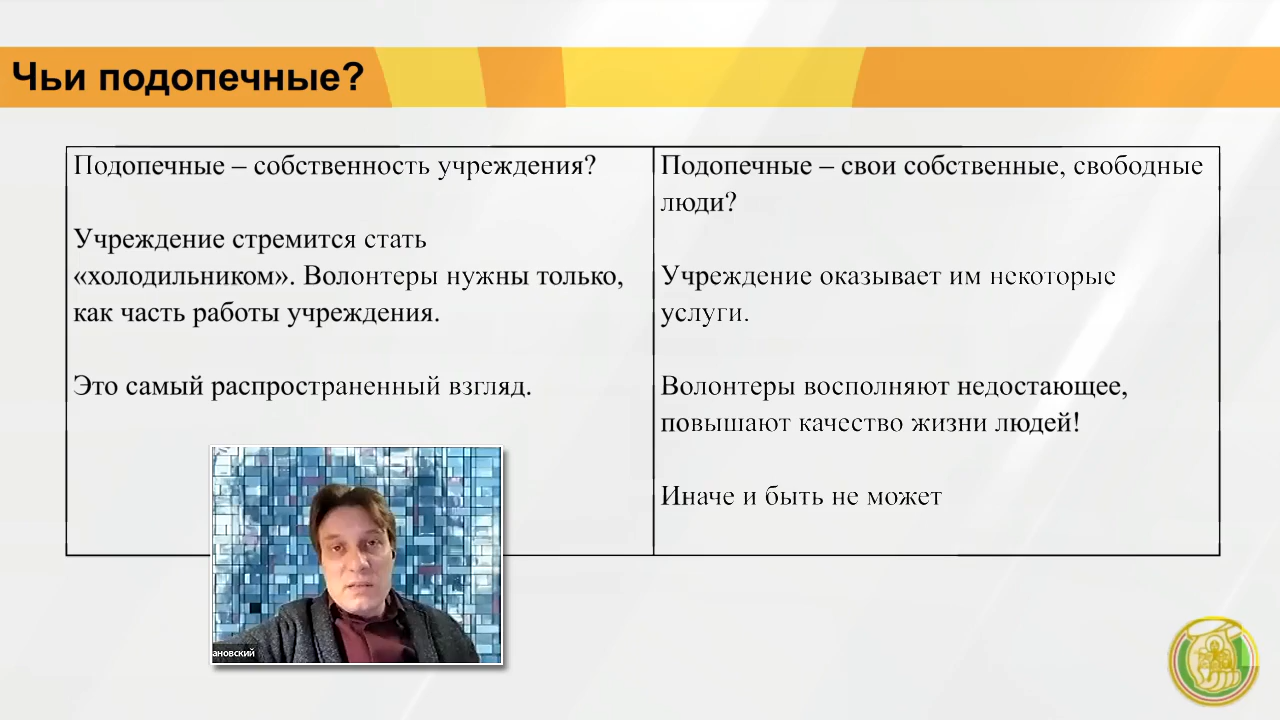 Чьи подопечные?
Подопечные – собственность учреждения?
Учреждение стремится стать
«холодильником». Волонтеры нужны только,
как часть работы учреждения.
Это самый распространенный взгляд.
Подопечные – свои собственные, свободные
люди?
Учреждение оказывает им некоторые
услуги.
Волонтеры восполняют недостающее,
повышают качество жизни людей!
Иначе и быть не может
ановский